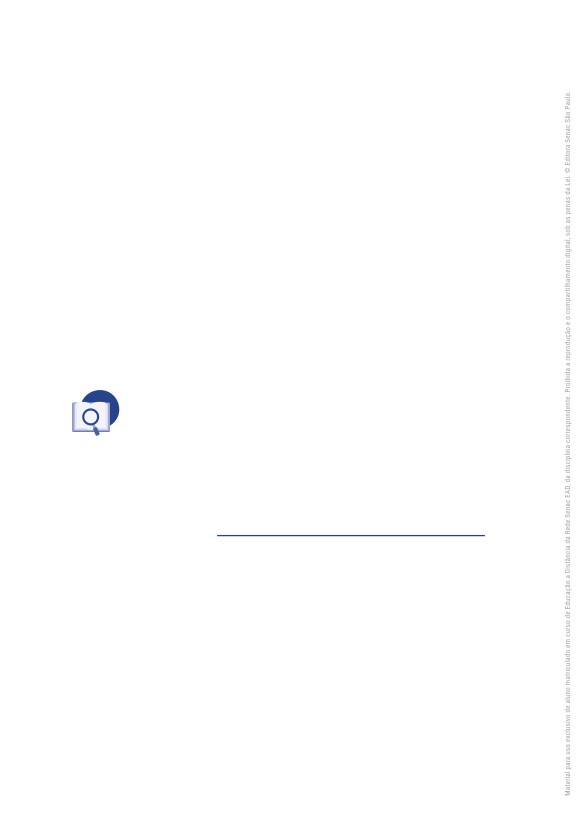 Material para uso exclusivo de aluno matriculado em curso de Educação a Distância da Rede Senac EAD, da disciplina correspondente. Proibida a reprodução e o compartilhamento digital, sob as penas da Lei. © Editora Senac São Paulo.